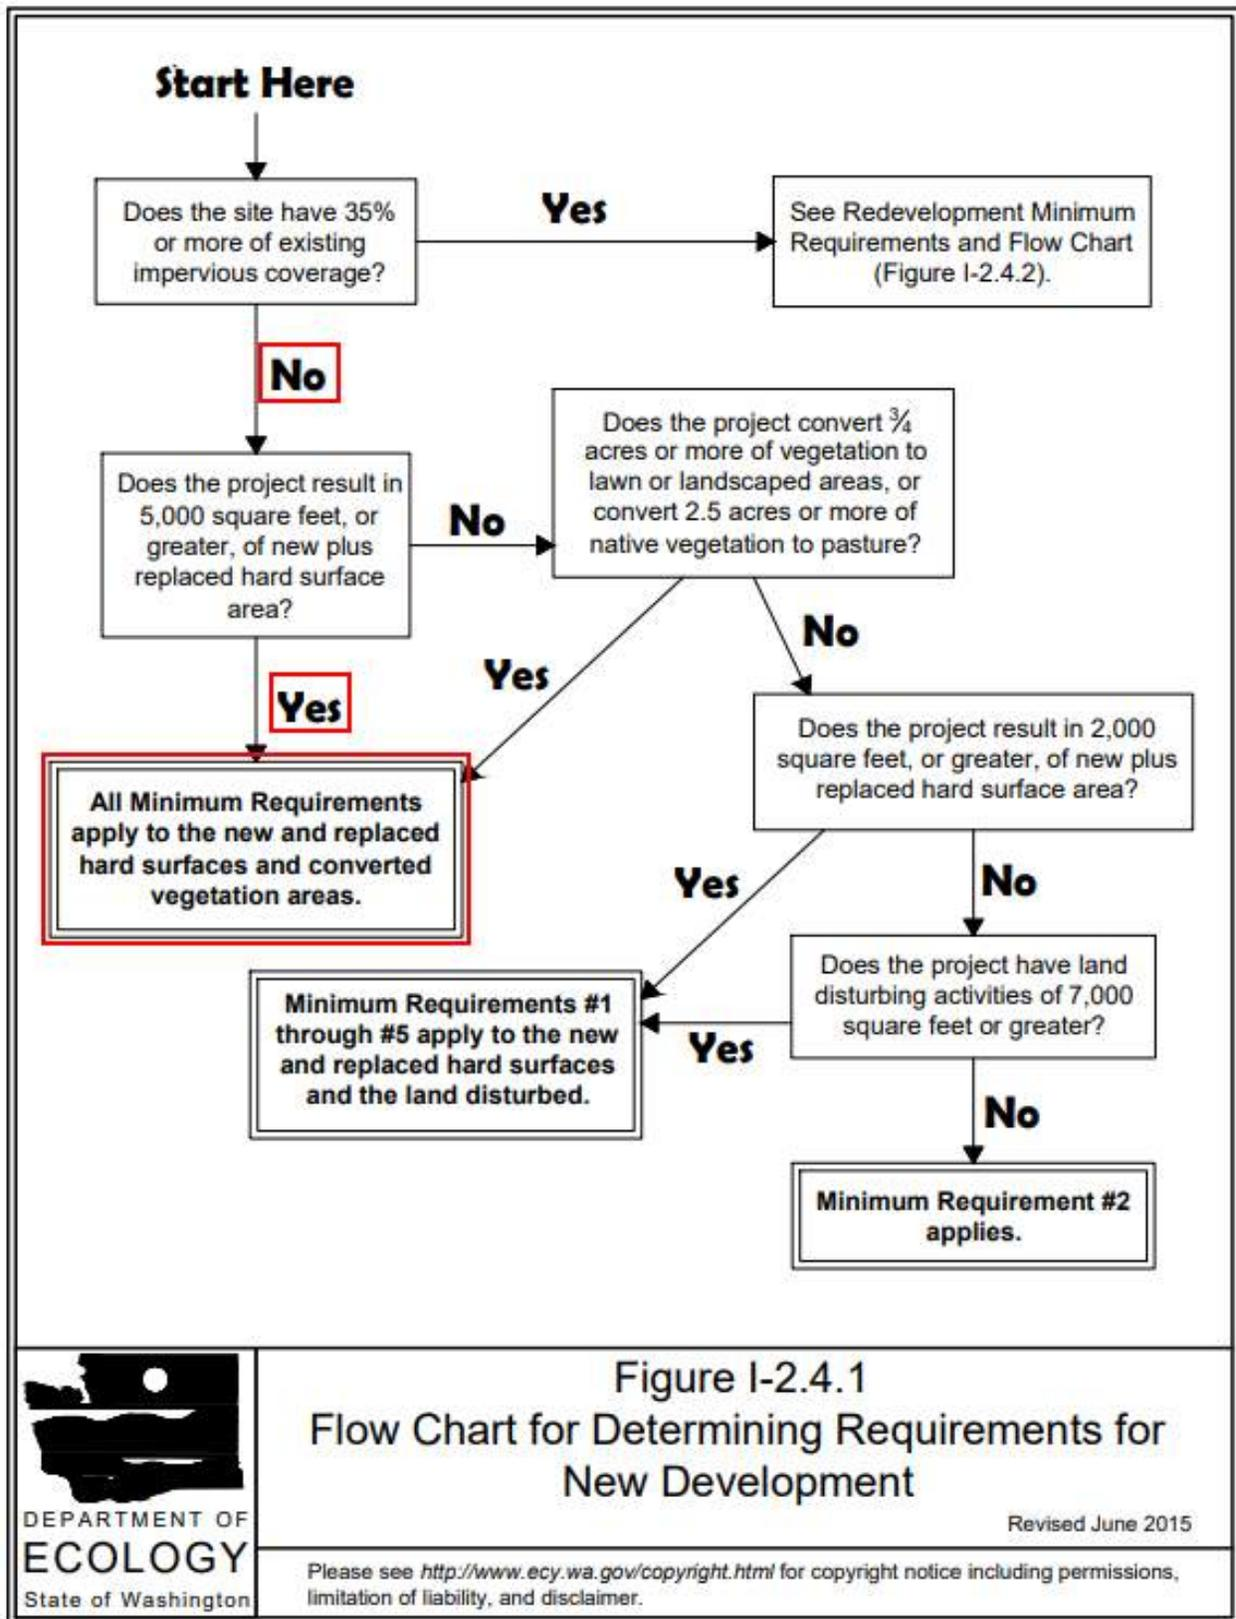 Start Here
Does the site have 35%
or more of existing
impervious coverage?
Yes
See Redevelopment Minimum
Requirements and Flow Chart
(Figure I-2.4.2).
No
Does the project result in
5,000 square feet, or
greater, of new plus
replaced hard surface
area?
No
Does the project convert ¾
acres or more of vegetation to
lawn or landscaped areas, or
convert 2.5 acres or more of
native vegetation to pasture?
Yes
Yes
No
All Minimum Requirements
apply to the new and replaced
hard surfaces and converted
vegetation areas.
Does the project result in 2,000
square feet, or greater, of new plus
replaced hard surface area?
Yes
No
Minimum Requirements #1
through #5 apply to the new
and replaced hard surfaces
and the land disturbed.
Does the project have land
disturbing activities of 7,000
square feet or greater?
Yes
No
Minimum Requirement #2
applies.
DEPARTMENT OF
ECOLOGY
State of Washington
Figure I-2.4.1
Flow Chart for Determining Requirements for
New Development
Revised June 2015
Please see http://www.ecy.wa.gov/copyright.html for copyright notice including permissions,
limitation of liability, and disclaimer.